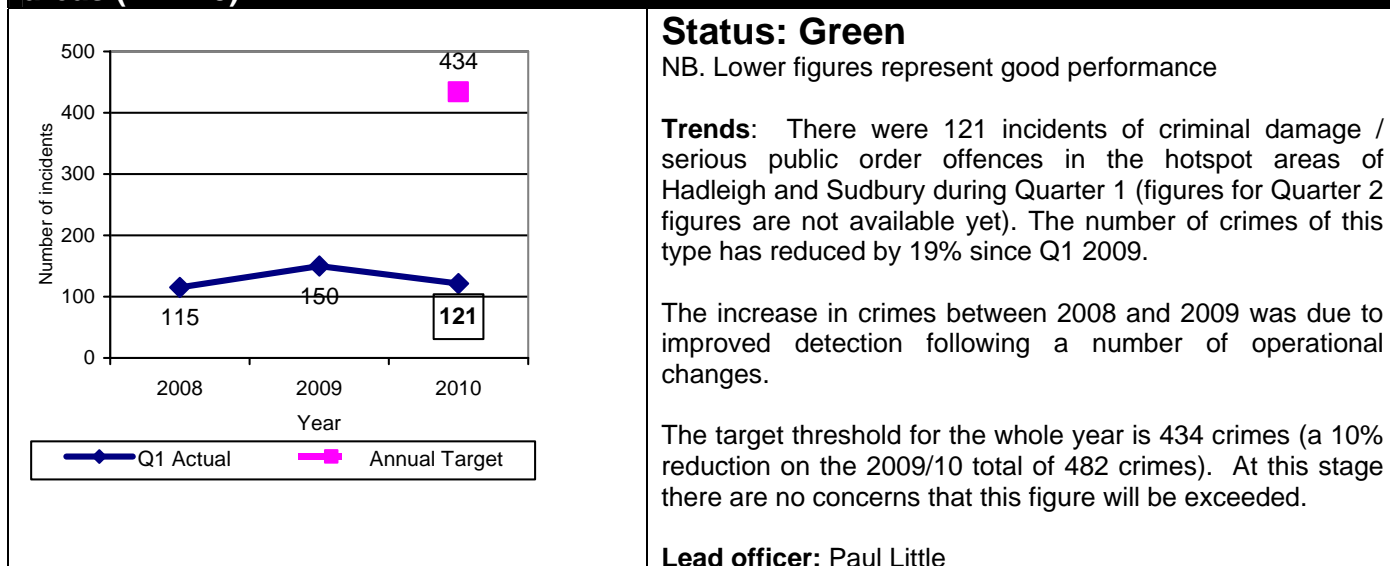 500
400
300
200
100
0
Number of incidents
434
115
150
121
2008
2009
2010
Year
Q1 Actual
Annual Target
Status: Green
NB. Lower figures represent good performance
Trends: There were 121 incidents of criminal damage /
serious public order offences in the hotspot areas of
Hadleigh and Sudbury during Quarter 1 (figures for Quarter 2
figures are not available yet). The number of crimes of this
type has reduced by 19% since Q1 2009.
The increase in crimes between 2008 and 2009 was due to
improved detection following a number of operational
changes.
The target threshold for the whole year is 434 crimes (a 10%
reduction on the 2009/10 total of 482 crimes). At this stage
there are no concerns that this figure will be exceeded.
Lead officer: Paul Little